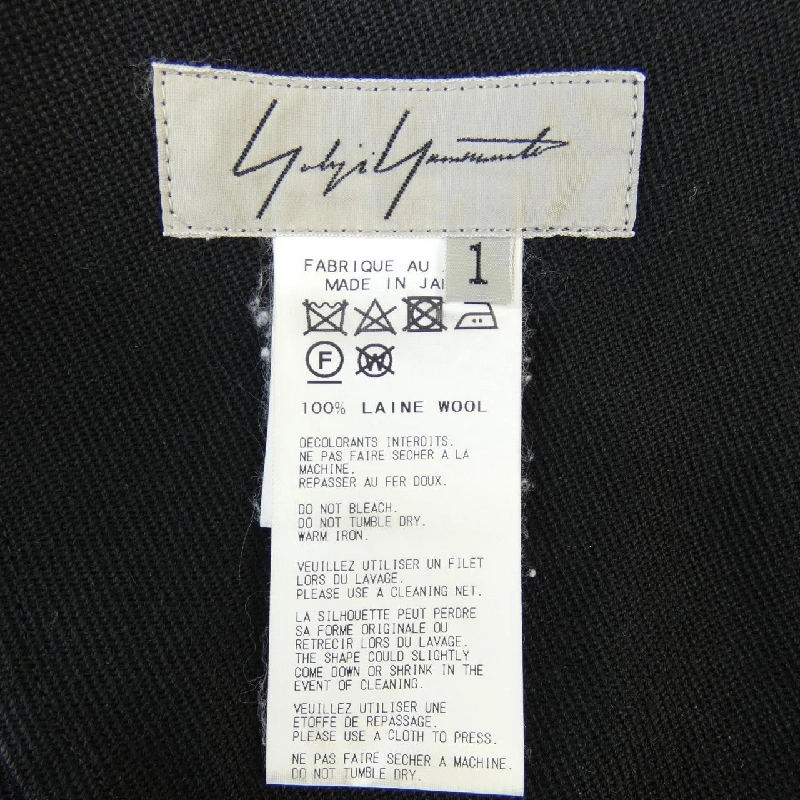 Yohji Yamamoto
1
FABRIQUE AU
MADE IN JA
F
W
100% LAINE WOOL
DECOLORANTS INTERDITS.
NE PAS FAIRE SECHER A LA
MACHINE.
REPASSER AU FER DOUX.
DO NOT BLEACH.
DO NOT TUMBLE DRY.
WARM IRON.
VEUILLEZ UTILISER UN FILET
LORS DU LAVAGE.
PLEASE USE A CLEANING NET.
LA SILHOUETTE PEUT PERDRE
SA FORME ORIGINALE OU
RETRECIR LORS DU LAVAGE.
THE SHAPE COULD SLIGHTLY
COME DOWN OR SHRINK IN THE
EVENT OF CLEANING.
VEUILLEZ UTILISER UNE
ETOFFE DE REPASSAGE.
PLEASE USE A CLOTH TO PRESS.
NE PAS FAIRE SECHER A MACHINE.
DO NOT TUMBLE DRY.